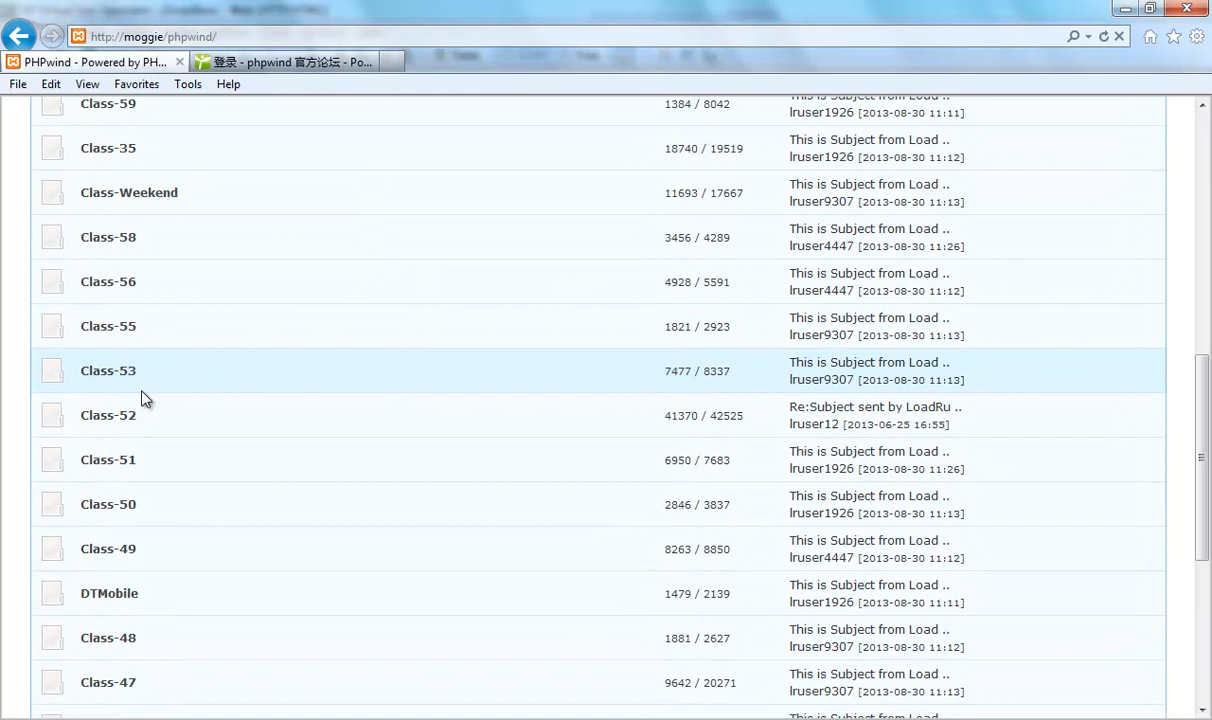 http://moggie/phpwind/
PHPwind - Powered by PH...
登录 - phpwind 官方论坛 - Po...
File Edit View Favorites Tools Help
Class-59 1384 / 8042
This is Subject from Load ..
lruser1926 [2013-08-30 11:11]
Class-35 18740 / 19519
This is Subject from Load ..
lruser1926 [2013-08-30 11:12]
Class-Weekend 11693 / 17667
This is Subject from Load ..
lruser9307 [2013-08-30 11:13]
Class-58 3456 / 4289
This is Subject from Load ..
lruser4447 [2013-08-30 11:26]
Class-56 4928 / 5591
This is Subject from Load ..
lruser4447 [2013-08-30 11:12]
Class-55 1821 / 2923
This is Subject from Load ..
lruser9307 [2013-08-30 11:13]
Class-53 7477 / 8337
This is Subject from Load ..
lruser9307 [2013-08-30 11:13]
Class-52 41370 / 42525
Re:Subject sent by LoadRu ..
lruser12 [2013-06-25 16:55]
Class-51 6950 / 7683
This is Subject from Load ..
lruser1926 [2013-08-30 11:26]
Class-50 2846 / 3837
This is Subject from Load ..
lruser1926 [2013-08-30 11:13]
Class-49 8263 / 8850
This is Subject from Load ..
lruser4447 [2013-08-30 11:12]
DTMobile 1479 / 2139
This is Subject from Load ..
lruser1926 [2013-08-30 11:11]
Class-48 1881 / 2627
This is Subject from Load ..
lruser9307 [2013-08-30 11:12]
Class-47 9642 / 20271
This is Subject from Load ..
lruser9307 [2013-08-30 11:13]